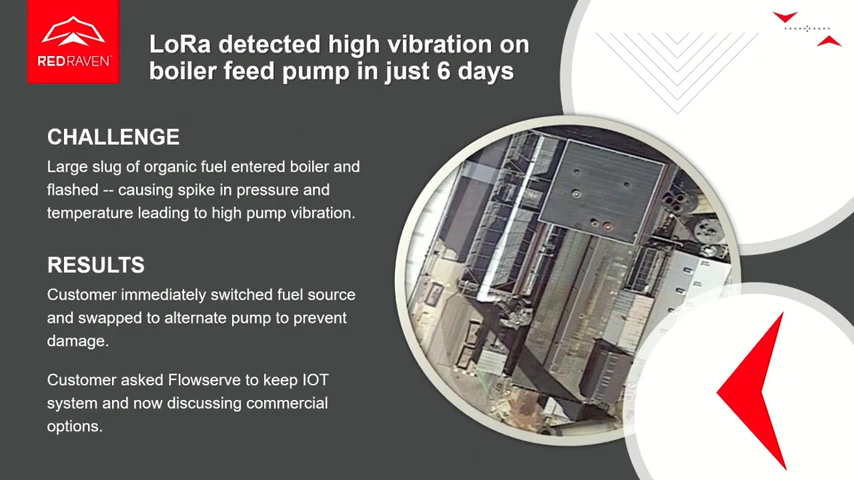 REDRAVEN
LoRa detected high vibration on
boiler feed pump in just 6 days
CHALLENGE
Large slug of organic fuel entered boiler and
flashed -- causing spike in pressure and
temperature leading to high pump vibration.
RESULTS
Customer immediately switched fuel source
and swapped to alternate pump to prevent
damage.
Customer asked Flowserve to keep IOT
system and now discussing commercial
options.